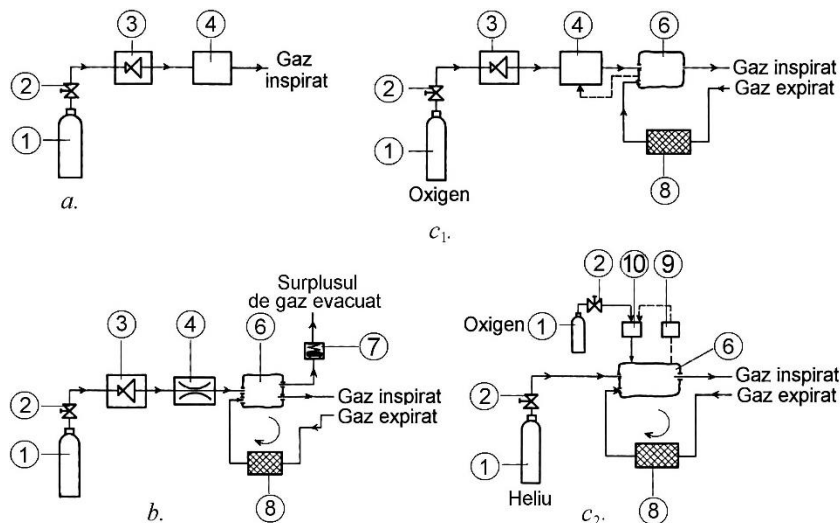 3
4
2
Gaz
inspirat
1
a.
3
4
6
2
Gaz inspirat
Gaz expirat
1
8
Oxigen
c1.
Surplusul
de gaz evacuat
3
4
6
7
2
Gaz inspirat
Gaz expirat
1
8
b.
2
10
9
Oxigen
1
6
2
Gaz inspirat
Gaz expirat
1
8
Heliu
c2.